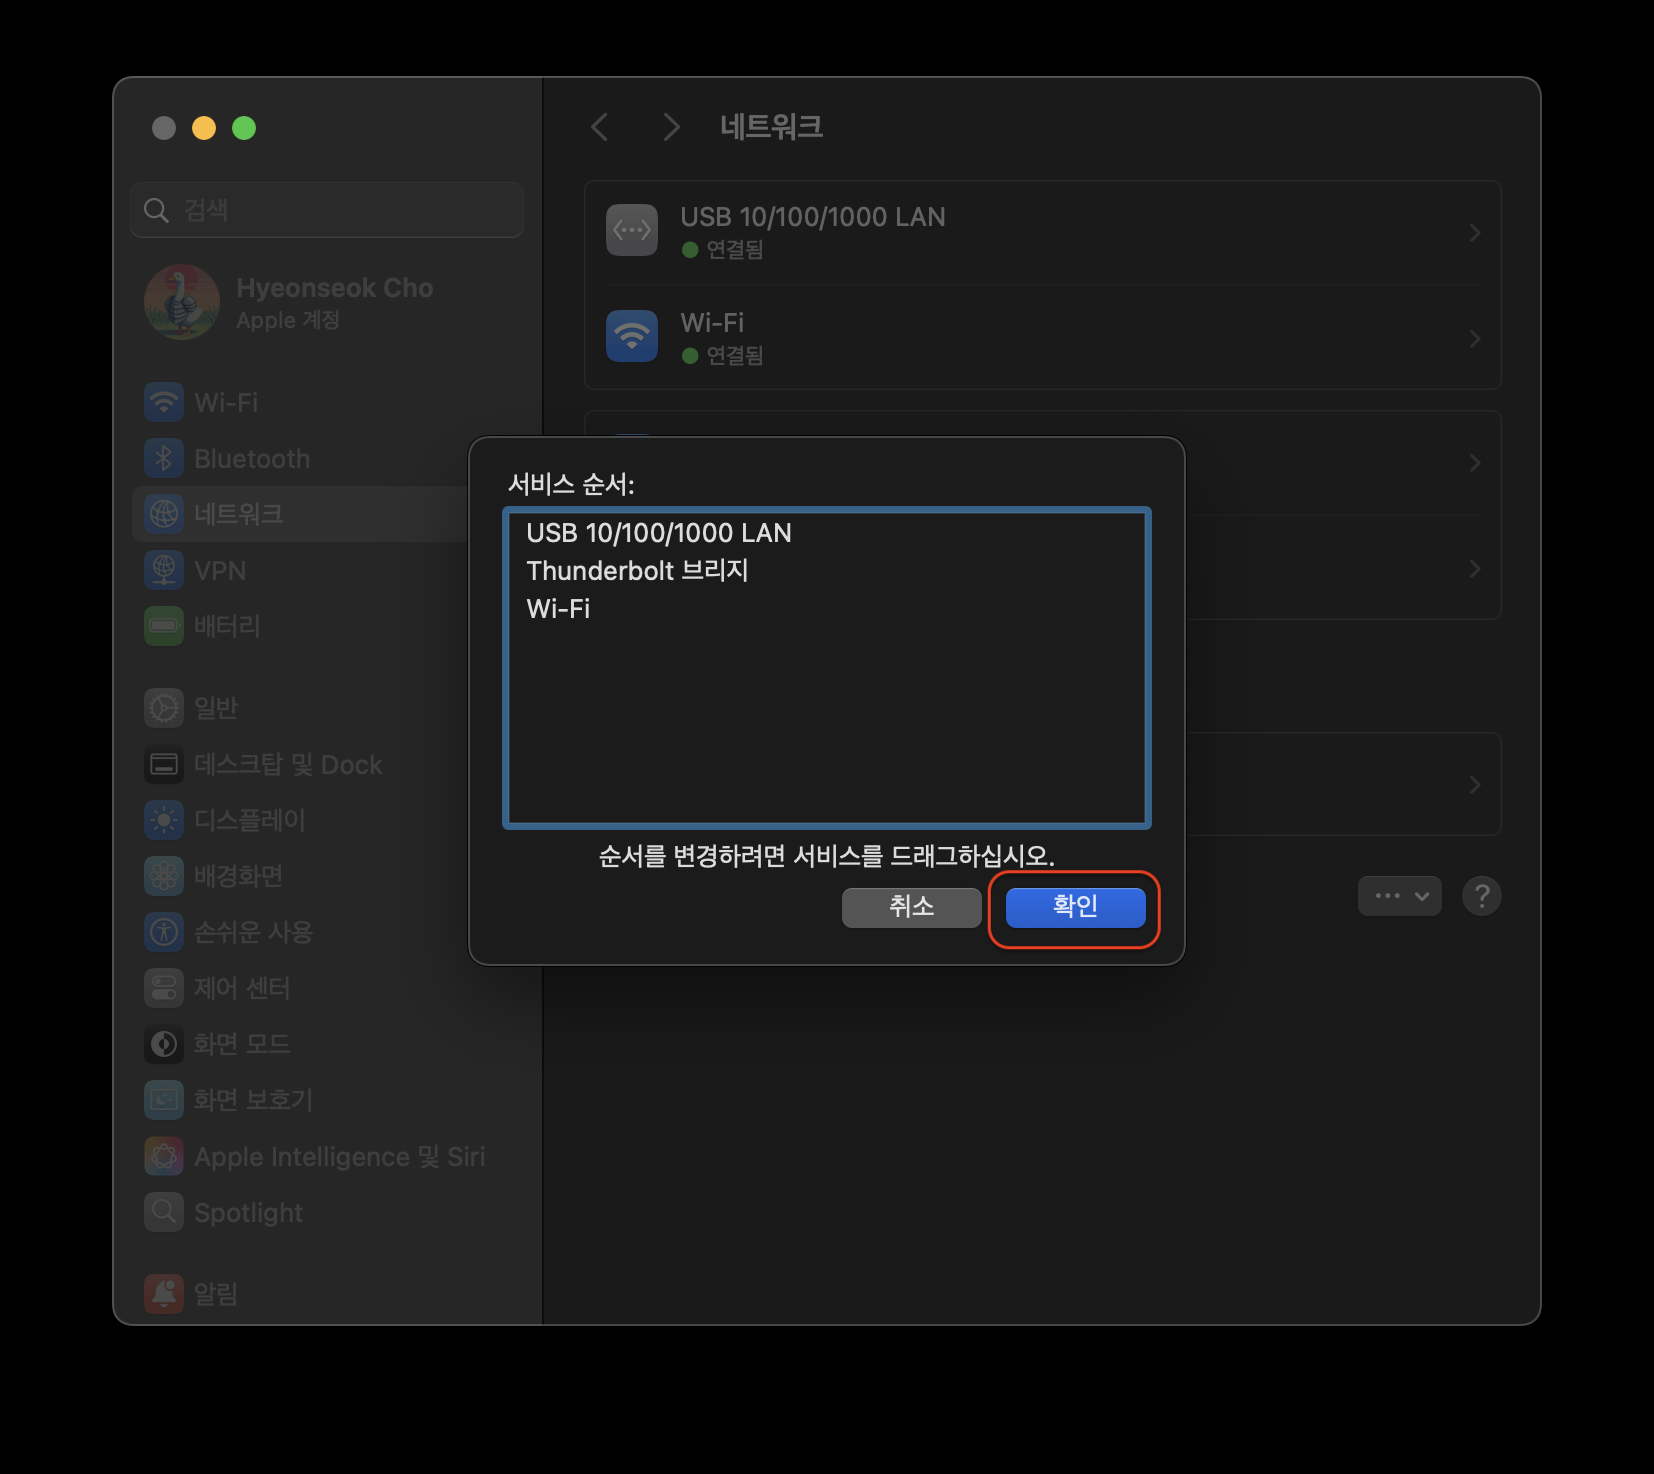 네트워크
검색
Hyeonseok Cho
Apple 계정
Wi-Fi
Bluetooth
네트워크
VPN
배터리
일반
데스크탑 및 Dock
디스플레이
배경화면
손쉬운 사용
제어 센터
화면 모드
화면 보호기
Apple Intelligence 및 Siri
Spotlight
알림
USB 10/100/1000 LAN
연결됨
Wi-Fi
연결됨
서비스 순서:
USB 10/100/1000 LAN
Thunderbolt 브리지
Wi-Fi
순서를 변경하려면 서비스를 드래그하십시오.
취소
확인
?